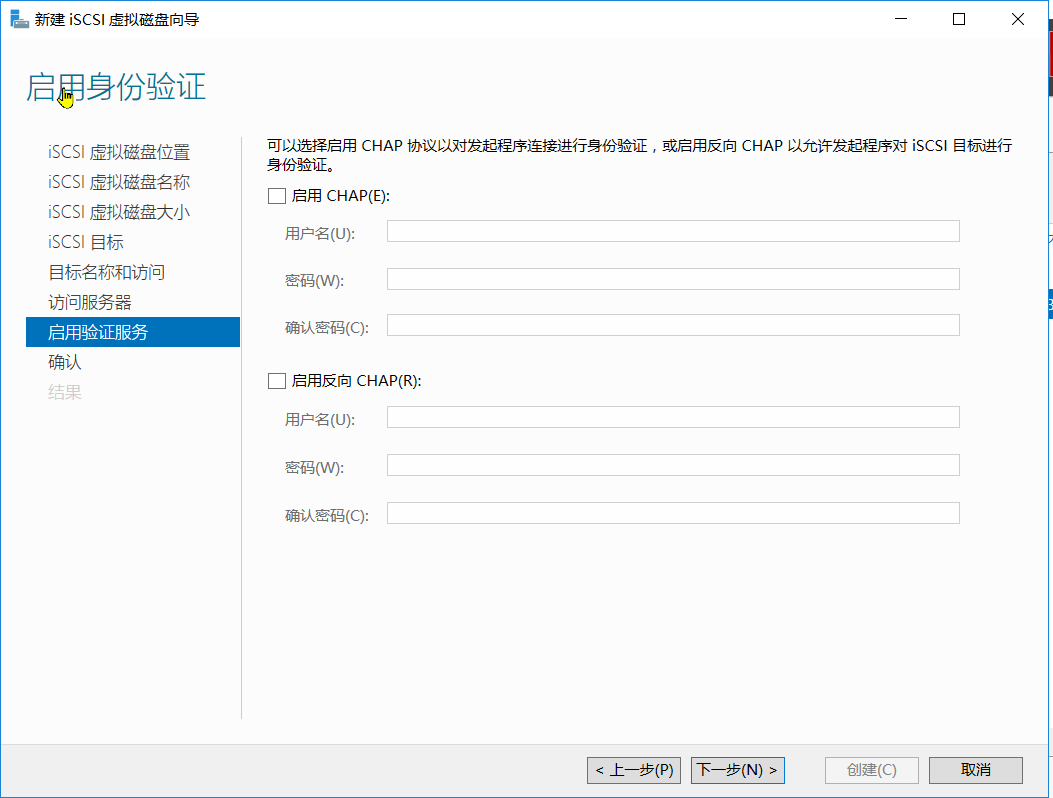 新建 iSCSI 虚拟磁盘向导
启用身份验证
iSCSI 虚拟磁盘位置
iSCSI 虚拟磁盘名称
iSCSI 虚拟磁盘大小
iSCSI 目标
目标名称和访问
访问服务器
启用验证服务
确认
结果
可以选择启用 CHAP 协议以对发起程序连接进行身份验证，或启用反向 CHAP 以允许发起程序对 iSCSI 目标进行
身份验证。
启用 CHAP(E):
用户名(U):
密码(W):
确认密码(C):
启用反向 CHAP(R):
用户名(U):
密码(W):
确认密码(C):
< 上一步(P)
下一步(N) >
创建(C)
取消